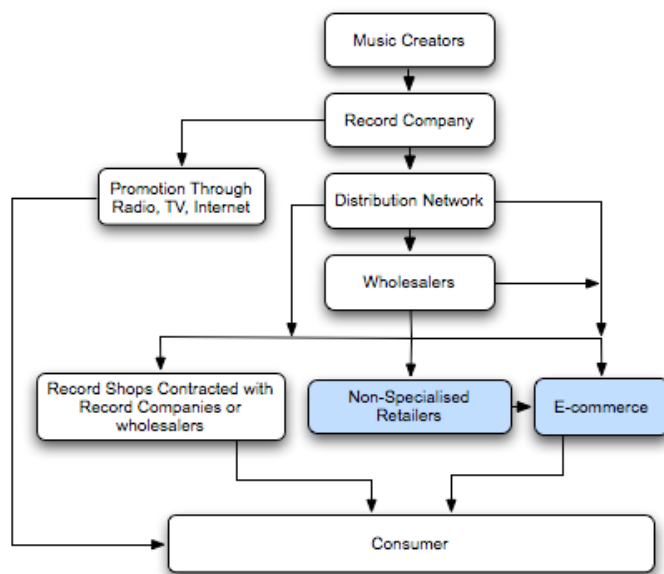 Music Creators
Record Company
Promotion Through
Radio, TV, Internet
Distribution Network
Wholesalers
Record Shops Contracted with
Record Companies or
wholesalers
Non-Specialised
Retailers
E-commerce
Consumer